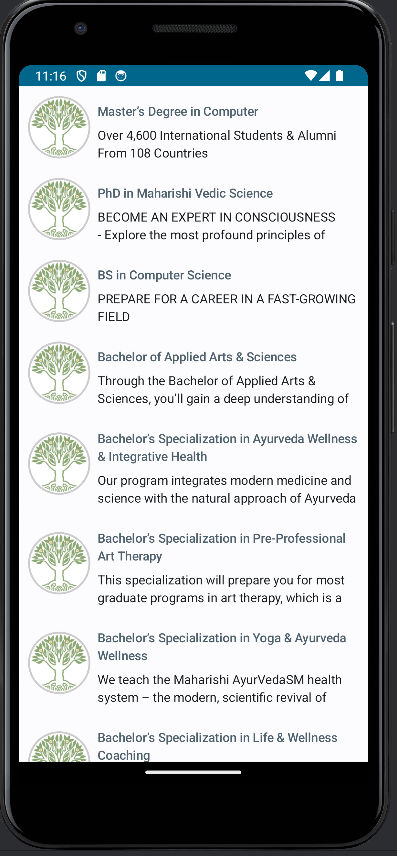 11:16
Master's Degree in Computer
Over 4,600 International Students & Alumni
From 108 Countries
PhD in Maharishi Vedic Science
BECOME AN EXPERT IN CONSCIOUSNESS
- Explore the most profound principles of
BS in Computer Science
PREPARE FOR A CAREER IN A FAST-GROWING
FIELD
Bachelor of Applied Arts & Sciences
Through the Bachelor of Applied Arts &
Sciences, you'll gain a deep understanding of
Bachelor's Specialization in Ayurveda Wellness
& Integrative Health
Our program integrates modern medicine and
science with the natural approach of Ayurveda
Bachelor's Specialization in Pre-Professional
Art Therapy
This specialization will prepare you for most
graduate programs in art therapy, which is a
Bachelor's Specialization in Yoga & Ayurveda
Wellness
We teach the Maharishi AyurVedaSM health
system – the modern, scientific revival of
Bachelor's Specialization in Life & Wellness
Coaching